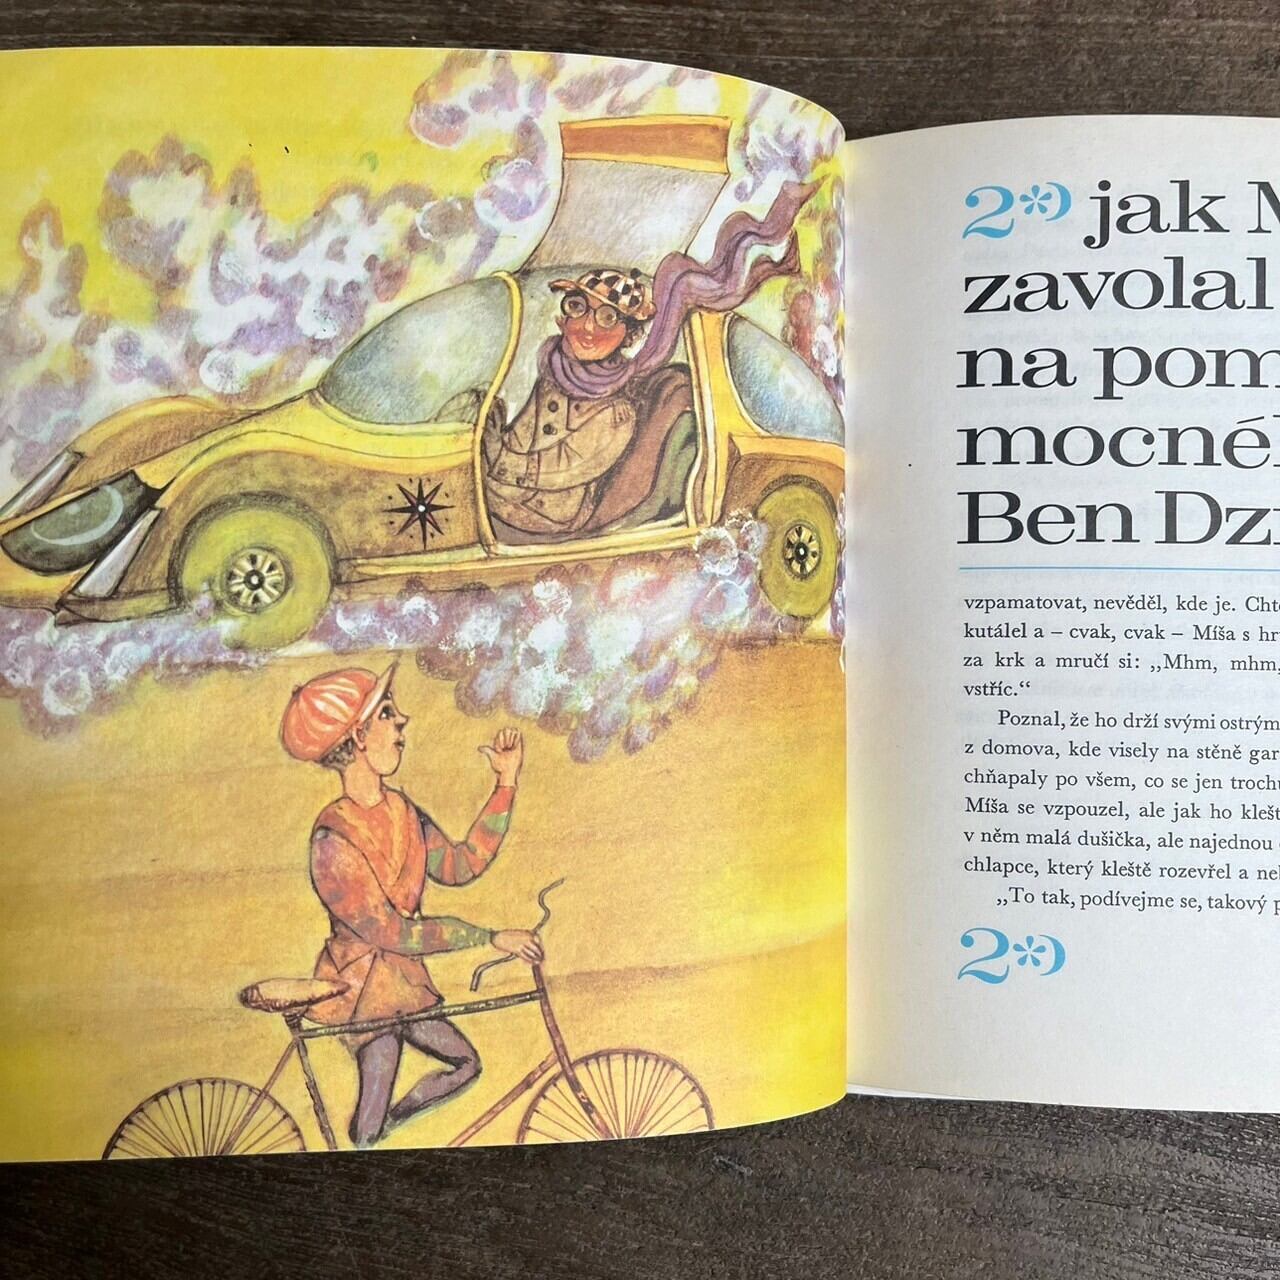 2*) jak M
zavolal
na pom
mocné
Ben Dz
vzpamatovat, nevěděl, kde je. Cht
kutálel a – cvak, cvak – Míša s hr
za krk a mručí si: „Mhm, mhm,
vstříc.“
Poznal, že ho drží svými ostrým
z domova, kde visely na stěně gar
chňapaly po všem, co se jen trochu
Míša se vzpouzel, ale jak ho klešt
v něm malá dušička, ale najednou
chlapce, který kleště rozevřel a nel
„To tak, podívejme se, takový p
2*)